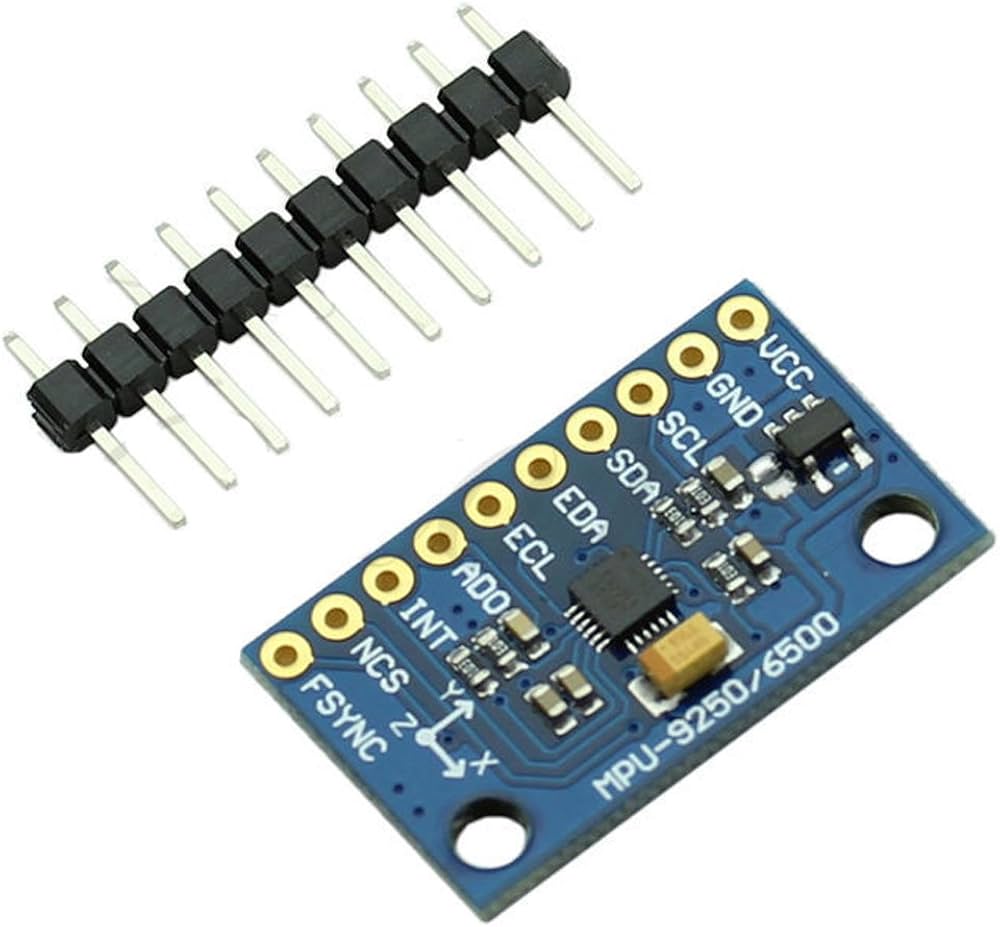 VCC
GND
SCL
SDA
EDA
ECL
ADO
INT
NCS
FSYNC
Y
Z
X
MPU-9250/6500